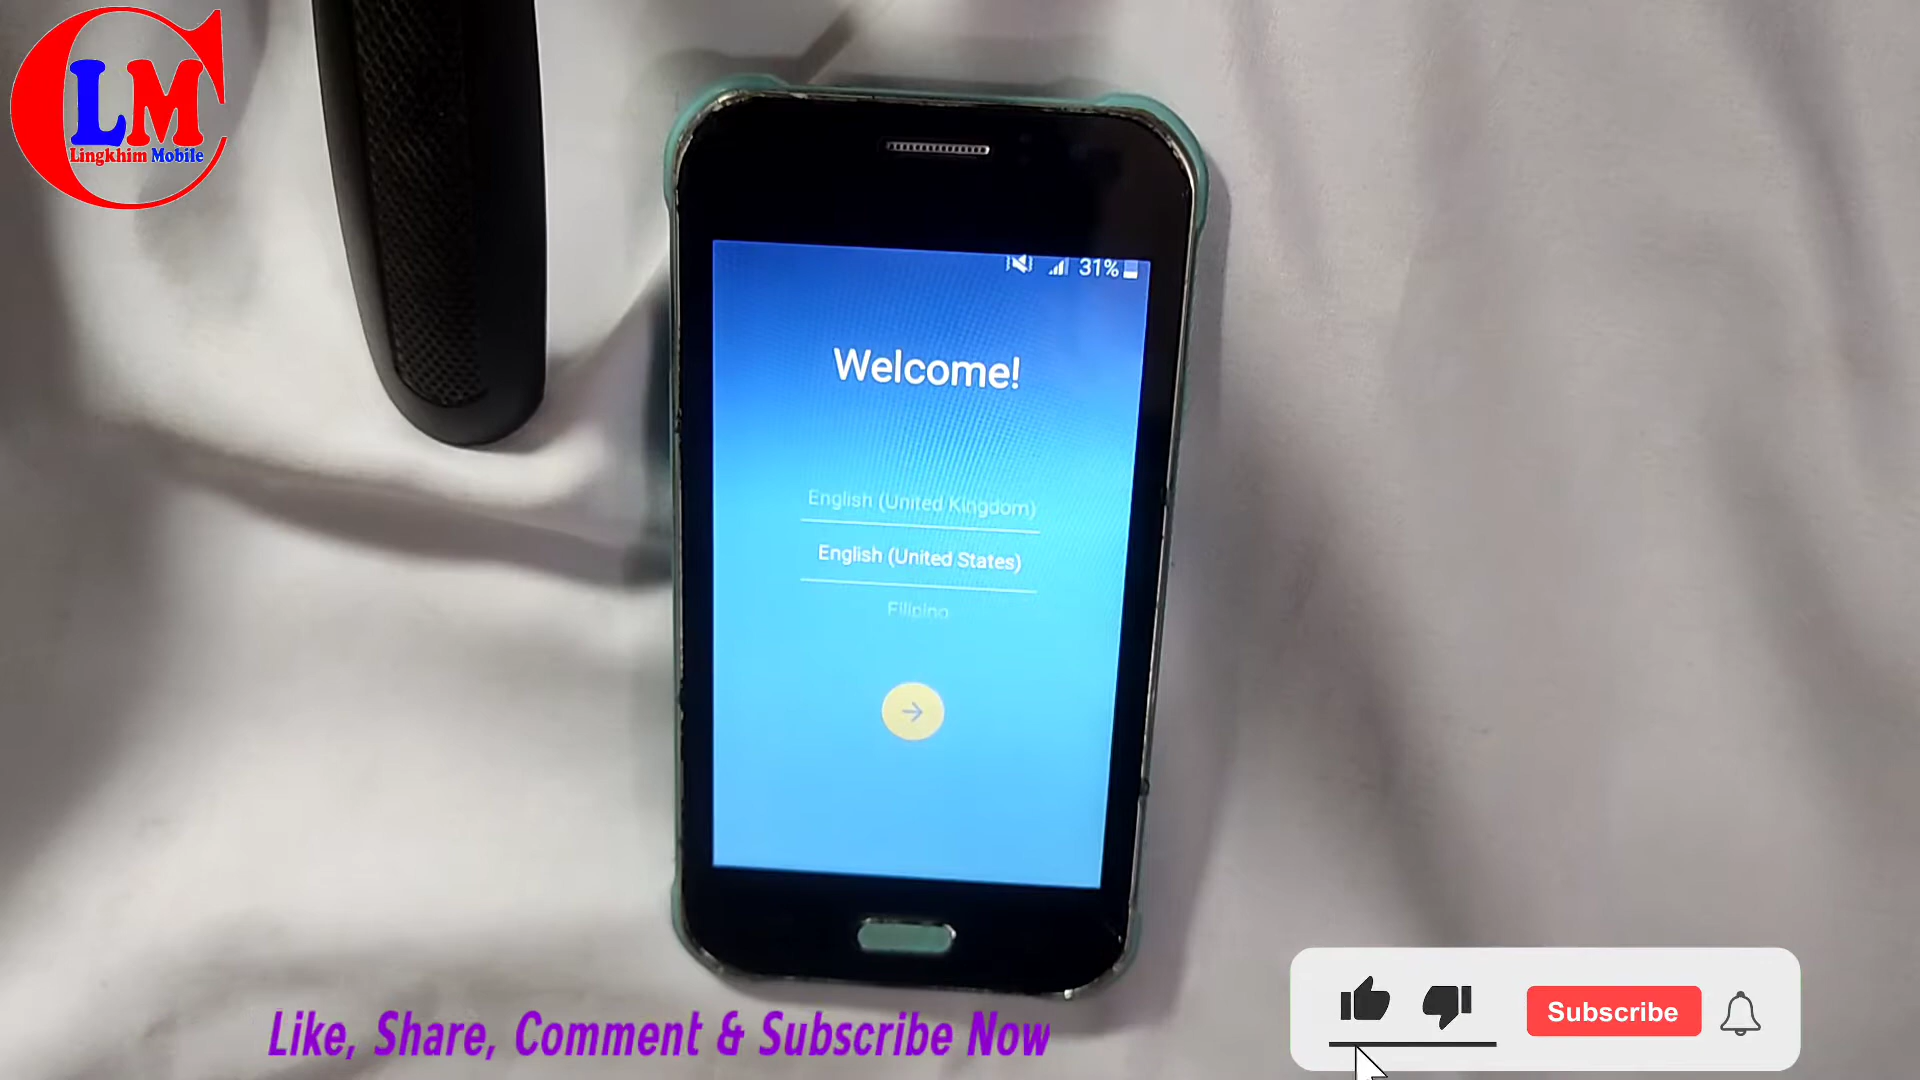 LM
Lingkhim Mobile
31%
Welcome!
English (United Kingdom)
English (United States)
Filipino
Like, Share, Comment & Subscribe Now
Subscribe